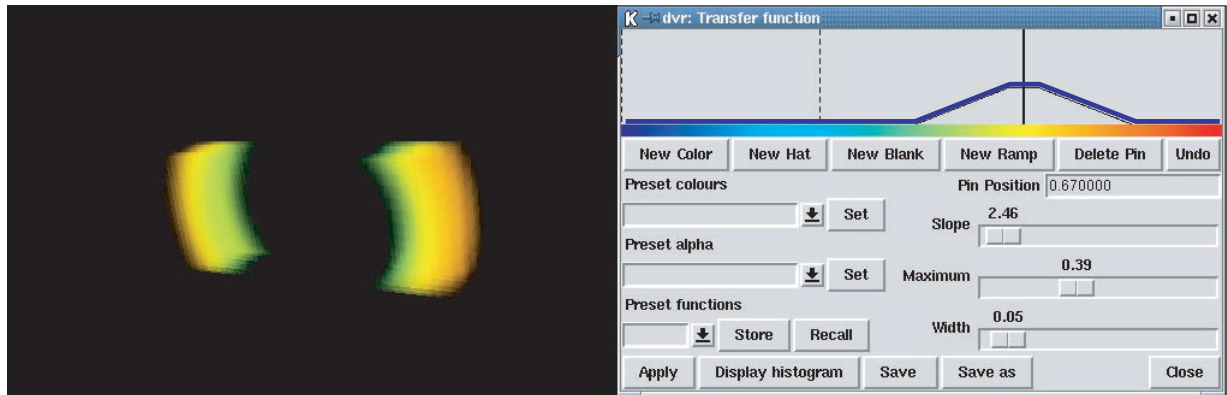 dvr: Transfer function
New Color New Hat New Blank New Ramp Delete Pin Undo
Preset colours Pin Position 0.670000
Set Slope 2.46
Preset alpha
Set Maximum 0.39
Preset functions
Store Recall Width 0.05
Apply Display histogram Save Save as Close